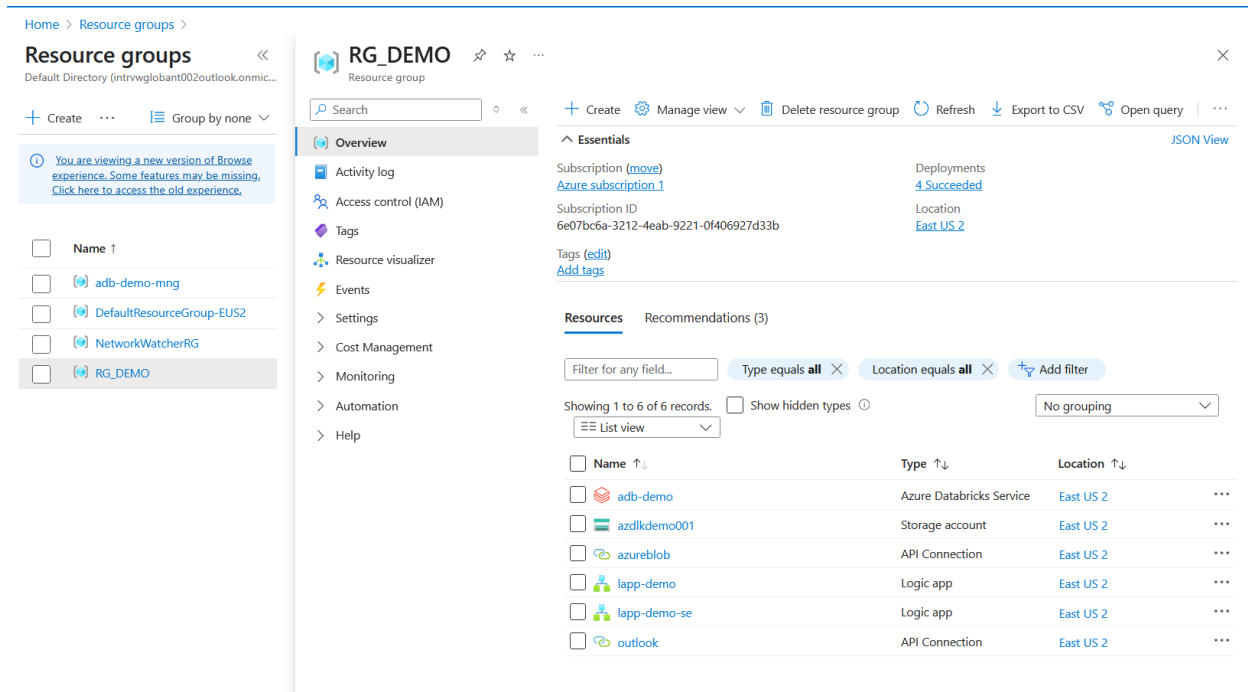 Home > Resource groups >
Resource groups
Default Directory (intrvwglobant002outlook.onmic...
+ Create ... Group by none
You are viewing a new version of Browse
experience. Some features may be missing.
Click here to access the old experience.
Name ↑
adb-demo-mng
DefaultResourceGroup-EUS2
NetworkWatcherRG
RG_DEMO
RG_DEMO
Resource group
Search
Overview
Activity log
Access control (IAM)
Tags
Resource visualizer
Events
Settings
Cost Management
Monitoring
Automation
Help
+ Create Manage view Delete resource group Refresh Export to CSV Open query ...
Essentials
JSON View
Subscription (move)
Azure subscription 1
Subscription ID
6e07bc6a-3212-4eab-9221-0f406927d33b
Tags (edit)
Add tags
Deployments
4 Succeeded
Location
East US 2
Resources Recommendations (3)
Filter for any field... Type equals all Location equals all Add filter
Showing 1 to 6 of 6 records. Show hidden types No grouping
List view
Name ↑↓ Type ↑↓ Location ↑↓
adb-demo Azure Databricks Service East US 2 ...
azdlkdemo001 Storage account East US 2 ...
azureblob API Connection East US 2 ...
lapp-demo Logic app East US 2 ...
lapp-demo-se Logic app East US 2 ...
outlook API Connection East US 2 ...